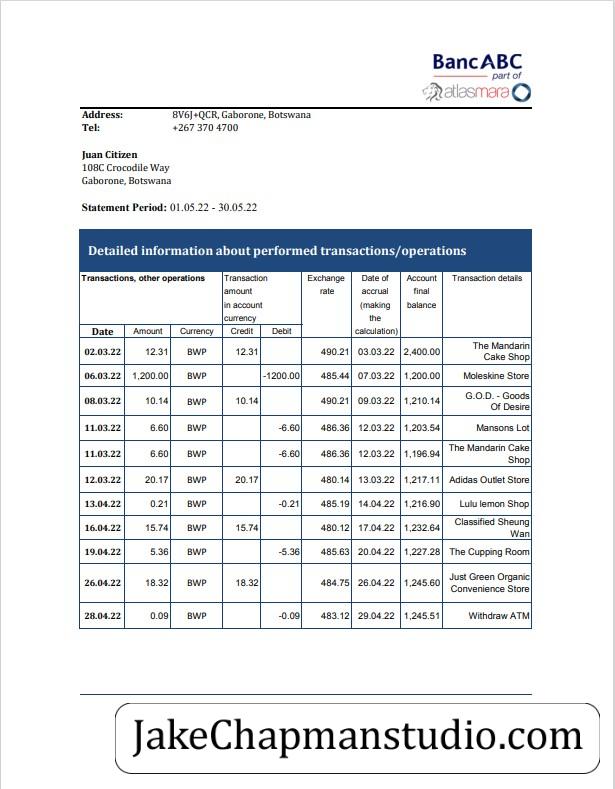 BancABC
part of
atlasmara
Address: 8V6J+QCR, Gaborone, Botswana
Tel: +267 370 4700
Juan Citizen
108C Crocodile Way
Gaborone, Botswana
Statement Period: 01.05.22 - 30.05.22
Detailed information about performed transactions/operations
Transactions, other operations Transaction Exchange Date of Account Transaction details
amount rate accrual final
in account (making balance
currency the
Date Amount Currency Credit Debit calculation)
02.03.22 12.31 BWP 12.31 490.21 03.03.22 2,400.00 The Mandarin
Cake Shop
06.03.22 1,200.00 BWP -1200.00 485.44 07.03.22 1,200.00 Moleskine Store
08.03.22 10.14 BWP 10.14 490.21 09.03.22 1,210.14 G.O.D. - Goods
Of Desire
11.03.22 6.60 BWP -6.60 486.36 12.03.22 1,203.54 Mansons Lot
11.03.22 6.60 BWP -6.60 486.36 12.03.22 1,196.94 The Mandarin Cake
Shop
12.03.22 20.17 BWP 20.17 480.14 13.03.22 1,217.11 Adidas Outlet Store
13.04.22 0.21 BWP -0.21 485.19 14.04.22 1,216.90 Lulu lemon Shop
16.04.22 15.74 BWP 15.74 480.12 17.04.22 1,232.64 Classified Sheung
Wan
19.04.22 5.36 BWP -5.36 485.63 20.04.22 1,227.28 The Cupping Room
26.04.22 18.32 BWP 18.32 484.75 26.04.22 1,245.60 Just Green Organic
Convenience Store
28.04.22 0.09 BWP -0.09 483.12 29.04.22 1,245.51 Withdraw ATM
JakeChapmanstudio.com